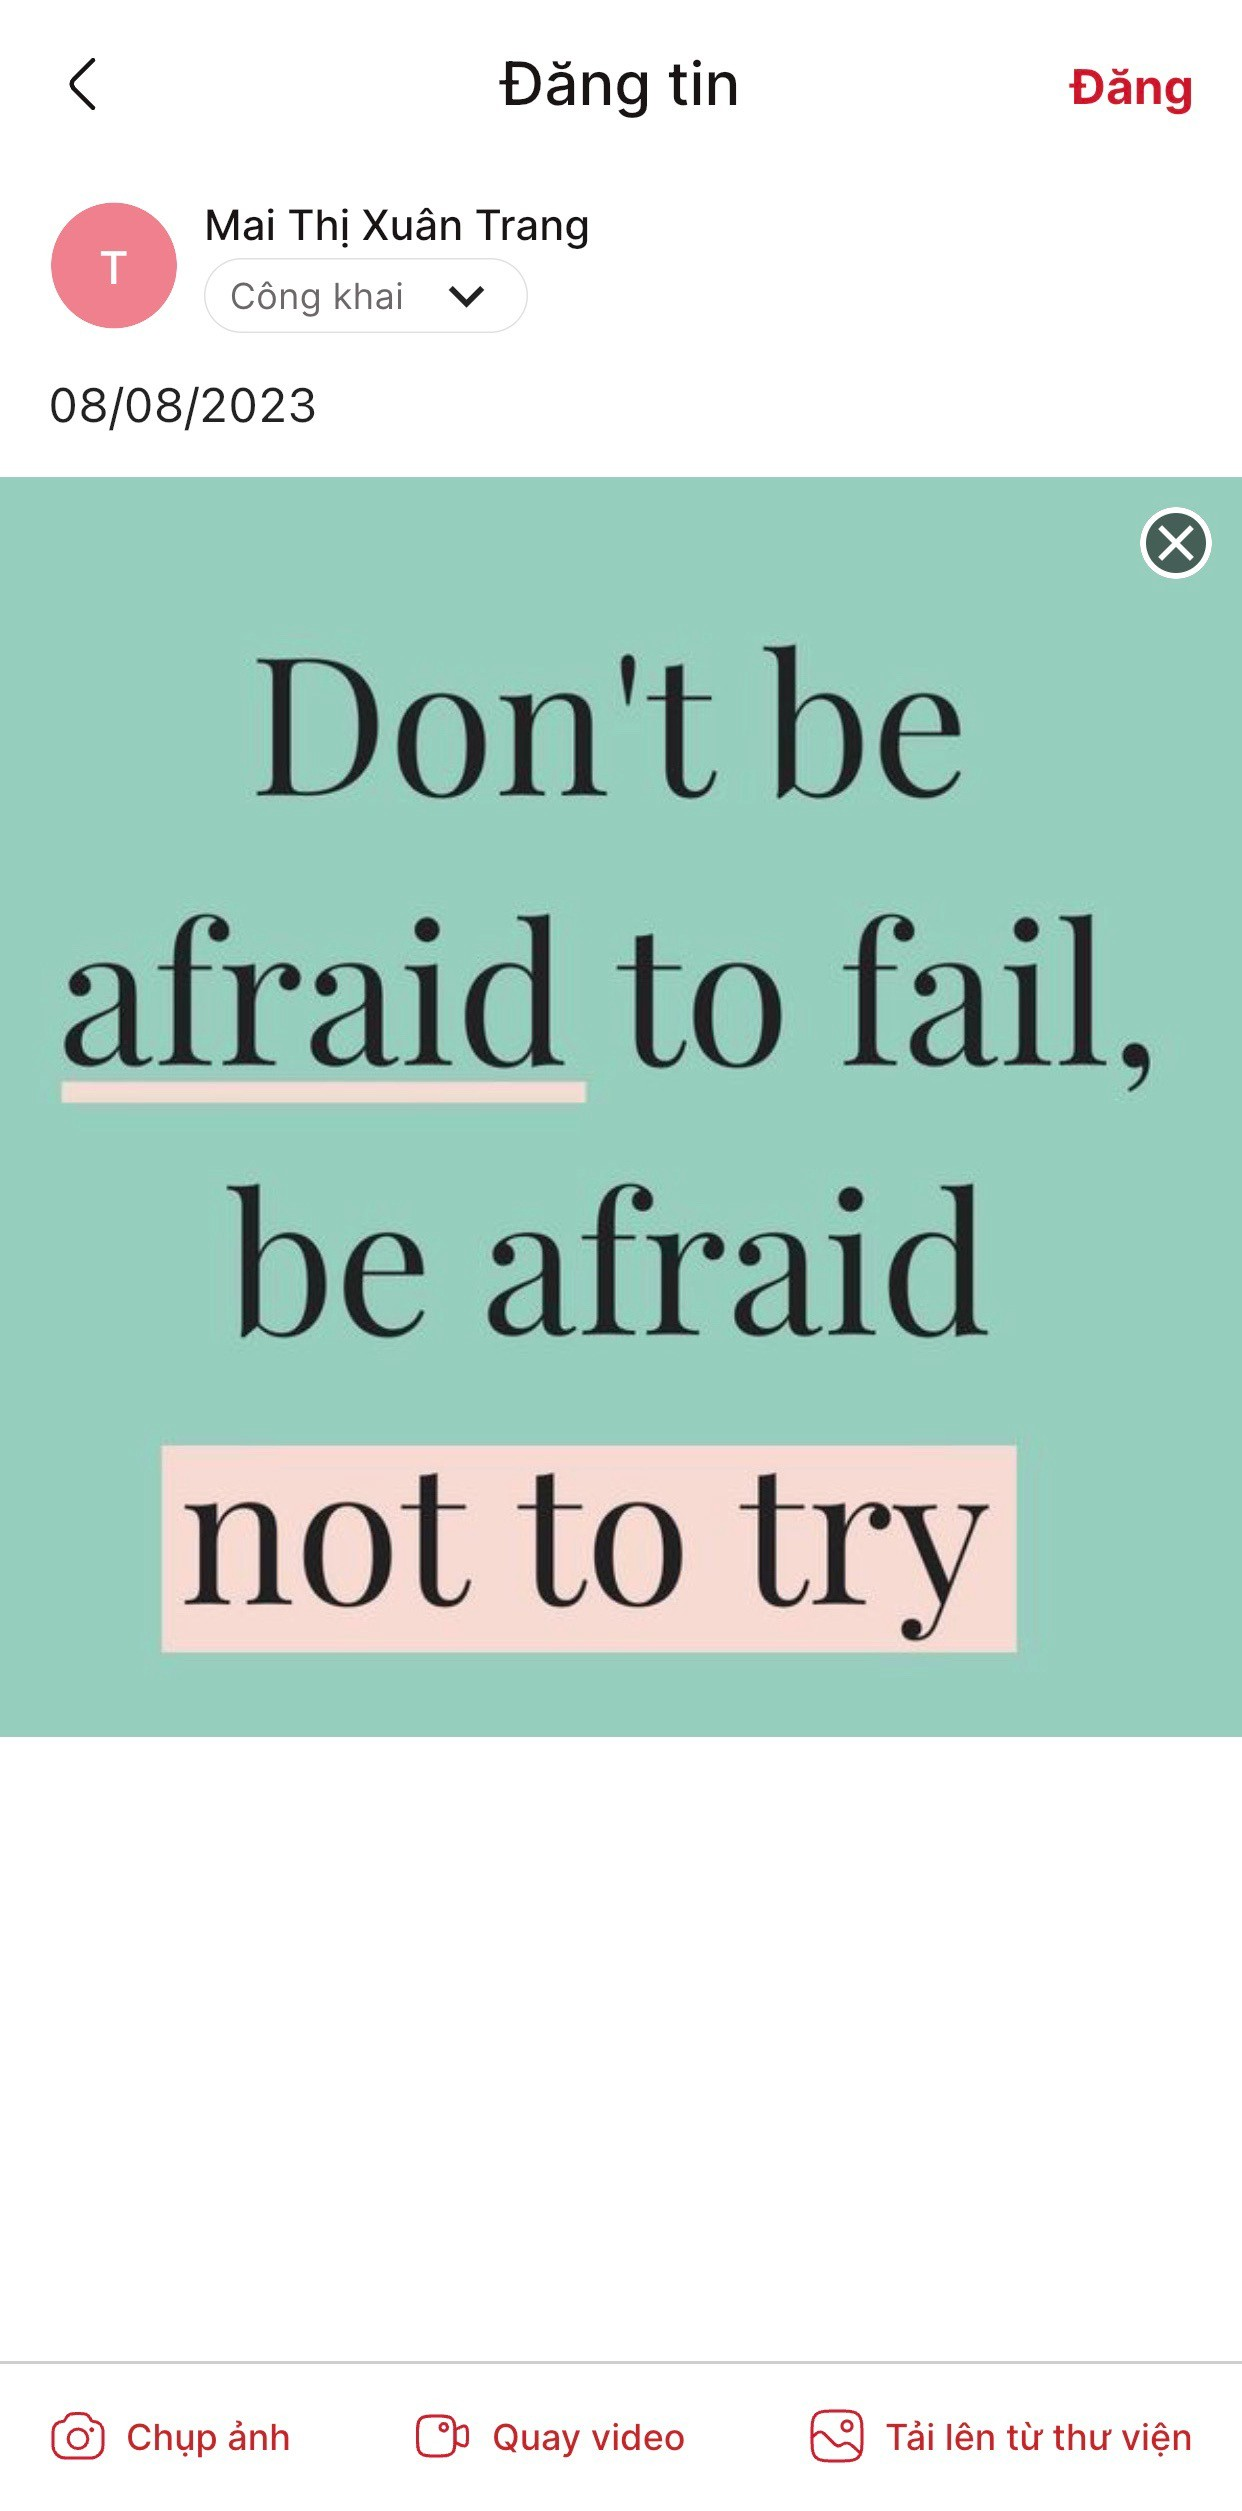 Đăng tin
Đăng
T
Mai Thị Xuân Trang
Công khai
08/08/2023
Don't be
afraid to fail,
be afraid
not to try
Chụp ảnh
Quay video
Tải lên từ thư viện